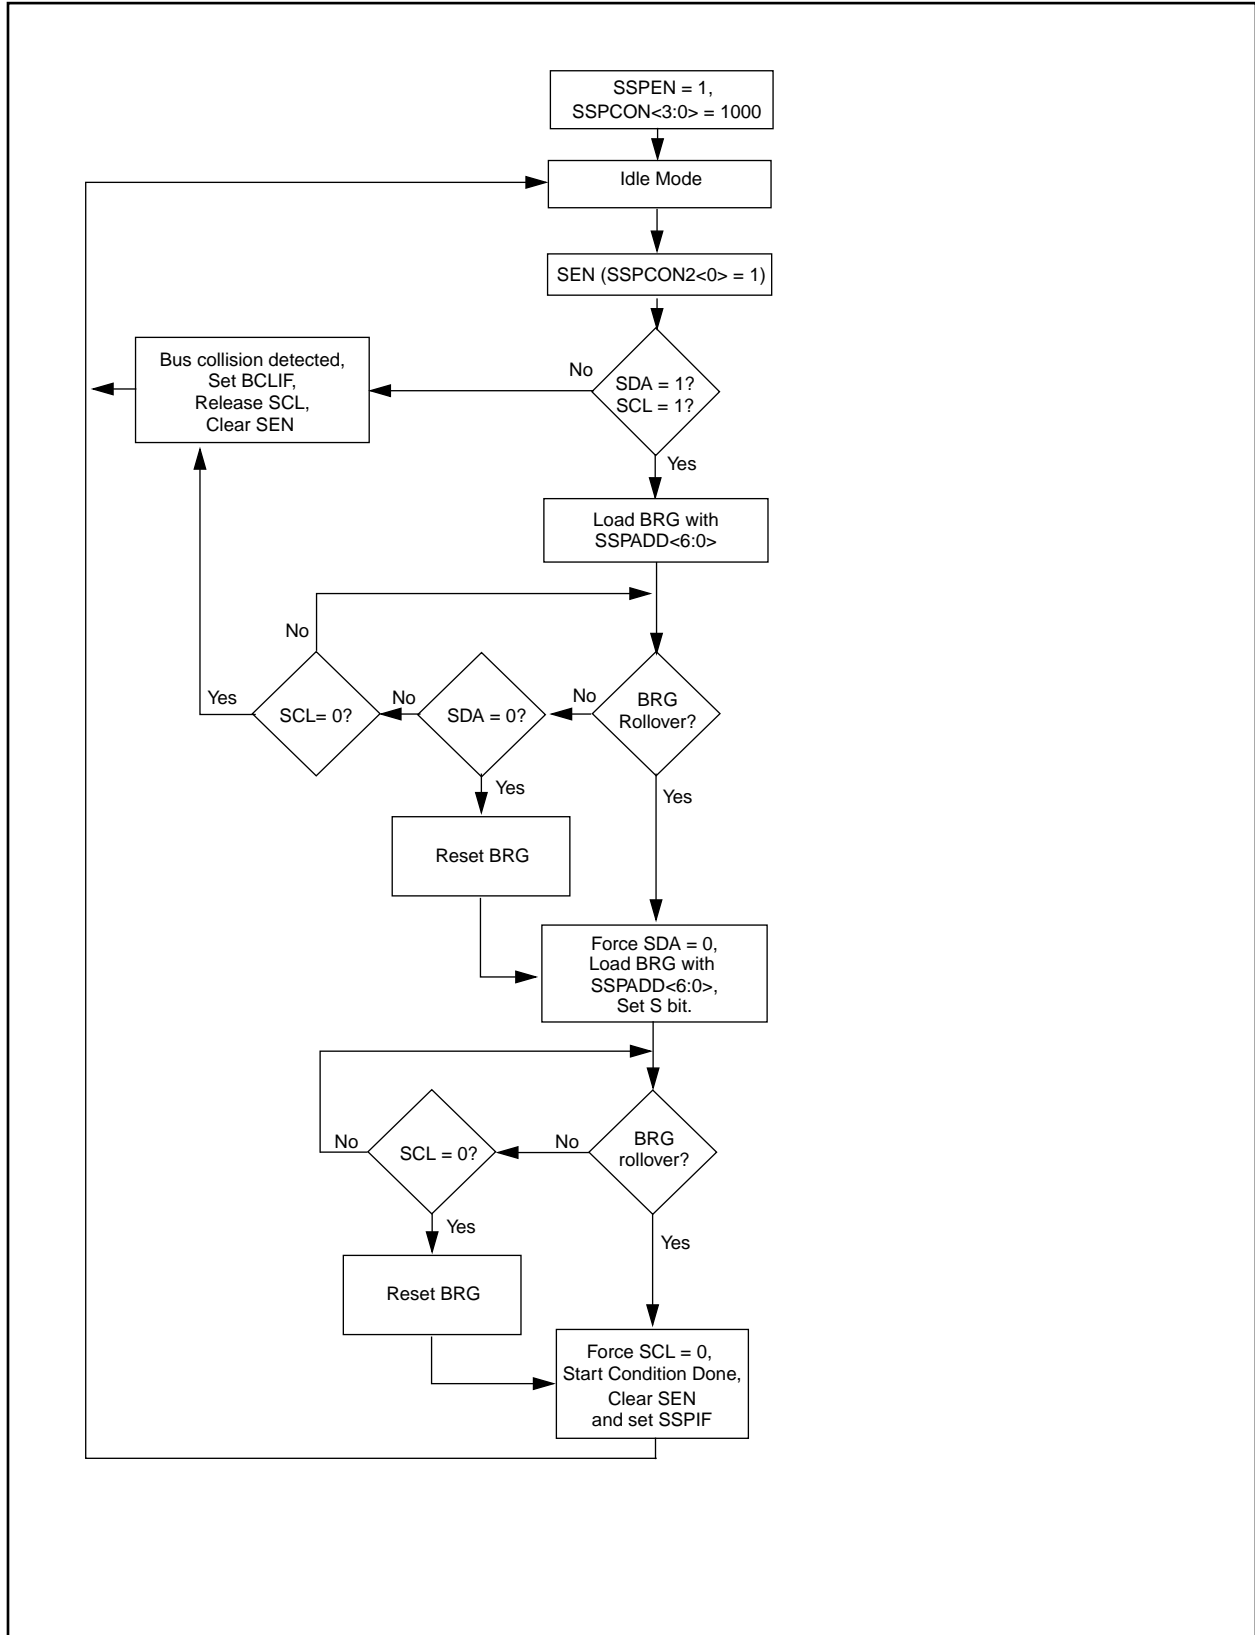 SSPEN = 1,
SSPCON<3:0> = 1000
Idle Mode
SEN (SSPCON2<0> = 1)
Bus collision detected,
Set BCLIF,
Release SCL,
Clear SEN
No
SDA = 1?
SCL = 1?
Yes
Load BRG with
SSPADD<6:0>
No
Yes
SCL= 0?
No
SDA = 0?
No
BRG
Rollover?
Yes
Yes
Reset BRG
Force SDA = 0,
Load BRG with
SSPADD<6:0>,
Set S bit.
No
SCL = 0?
No
BRG
rollover?
Yes
Yes
Reset BRG
Force SCL = 0,
Start Condition Done,
Clear SEN
and set SSPIF